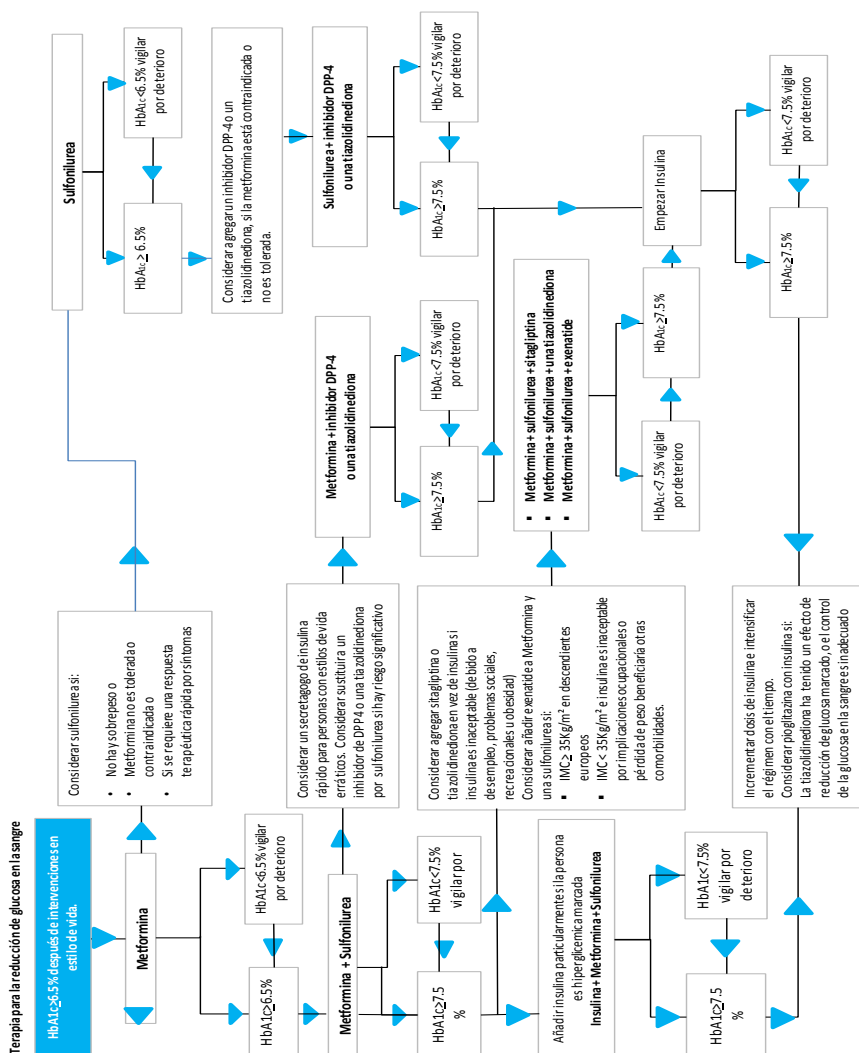 Terapia para la reducción de glucosa en la sangre
HbA1c≥6.5% después de intervenciones en
estilo de vida.
Metformina
HbA1c≥6.5%
HbA1c<6.5% vigilar
por deterioro
Metformina + Sulfonilurea
HbA1c≥7.5
%
HbA1c<7.5%
vigilar por
Añadir insulina particularmente si la persona
es hiperglicemica marcada
Insulina + Metformina + Sulfonilurea
HbA1c≥7.5
%
HbA1c<7.5%
vigilar por
deterioro
Considerar sulfonilurea si:
• No hay sobrepeso o
• Metformina no es tolerada o
contraindicada o
• Si se requiere una respuesta
terapéutica rápida por síntomas
Considerar un secretagogo de insulina
rápido para personas con estilos de vida
erráticos. Considerar sustituir a un
inhibidor de DPP-4 o una tiazolidinediona
por sulfonilurea si hay riesgo significativo
Considerar agregar sitagliptina o
tiazolidinediona en vez de insulina si
insulina es inaceptable (debido a
desempleo, problemas sociales,
recreacionales u obesidad)
Considerar añadir exenatide a Metformina y
una sulfonilurea si:
▪ IMC≥ 35Kg/m² en descendientes
europeos
▪ IMC< 35Kg/m² e insulina es inaceptable
por implicaciones ocupacionales o
pérdida de peso beneficiaría otras
comorbilidades.
Incrementar dosis de insulina e intensificar
el régimen con el tiempo.
Considerar pioglitazina con insulina si:
La tiazolidinediona ha tenido un efecto de
reducción de glucosa marcado, o el control
de la glucosa en la sangre es inadecuado
Metformina + inhibidor DPP-4
o una tiazolidinediona
HbA1c≥7.5%
HbA1c<7.5% vigilar
por deterioro
▪ Metformina + sulfonilurea + sitagliptina
▪ Metformina + sulfonilurea + una tiazolidinediona
▪ Metformina + sulfonilurea + exenatide
HbA1c<7.5% vigilar
por deterioro
HbA1c≥7.5%
Sulfonilurea
HbA1c ≥ 6.5%
HbA1c<6.5% vigilar
por deterioro
Considerar agregar un inhibidor DPP-4 o un
tiazolidinediona, si la metformina está contraindicada o
no es tolerada.
Sulfonilurea + inhibidor DPP-4
o una tiazolidinediona
HbA1c≥7.5%
HbA1c<7.5% vigilar
por deterioro
Empezar Insulina
HbA1c≥7.5%
HbA1c<7.5% vigilar
por deterioro